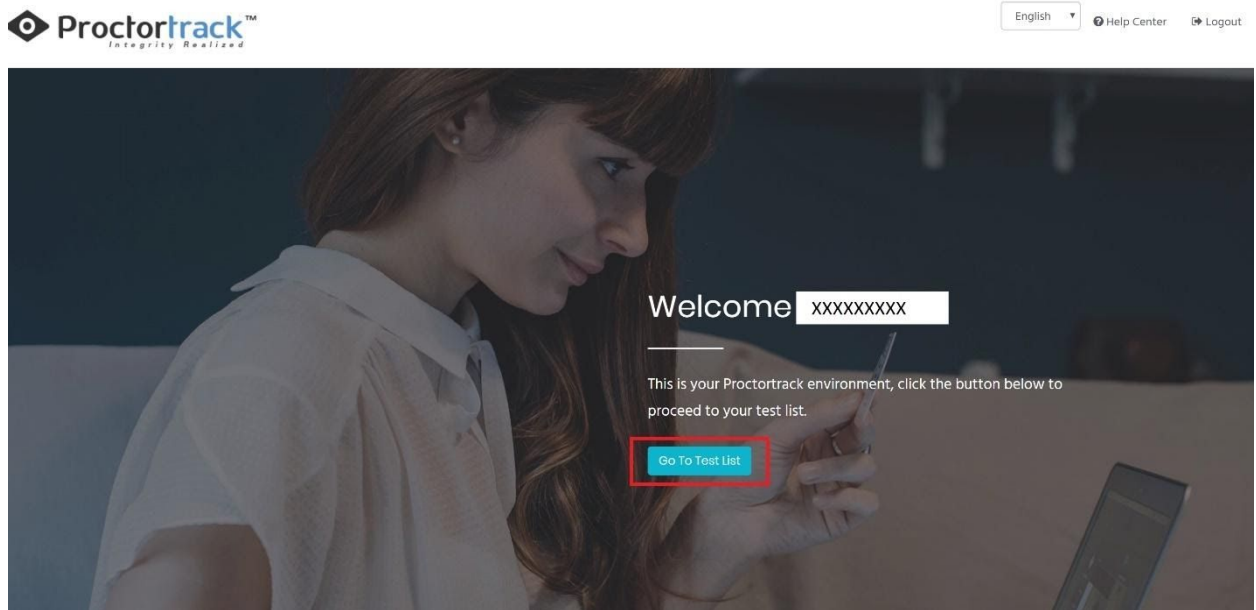 Proctortrack™
Integrity Realized
English
Help Center
Logout
Welcome XXXXXXXXX
This is your Proctortrack environment, click the button below to
proceed to your test list.
Go To Test List